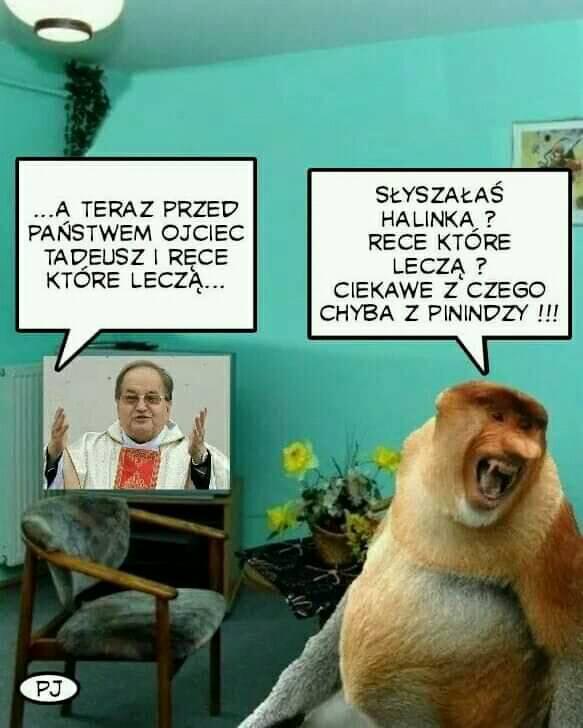 ...A TERAZ PRZED
PAŃSTWEM OJCIEC
TADEUSZ I RĘCE
KTÓRE LECZĄ...
SŁYSZAŁAŚ
HALINKA ?
RECE KTÓRE
LECZĄ ?
CIEKAWE Z CZEGO
CHYBA Z PININDZY !!!
PJ